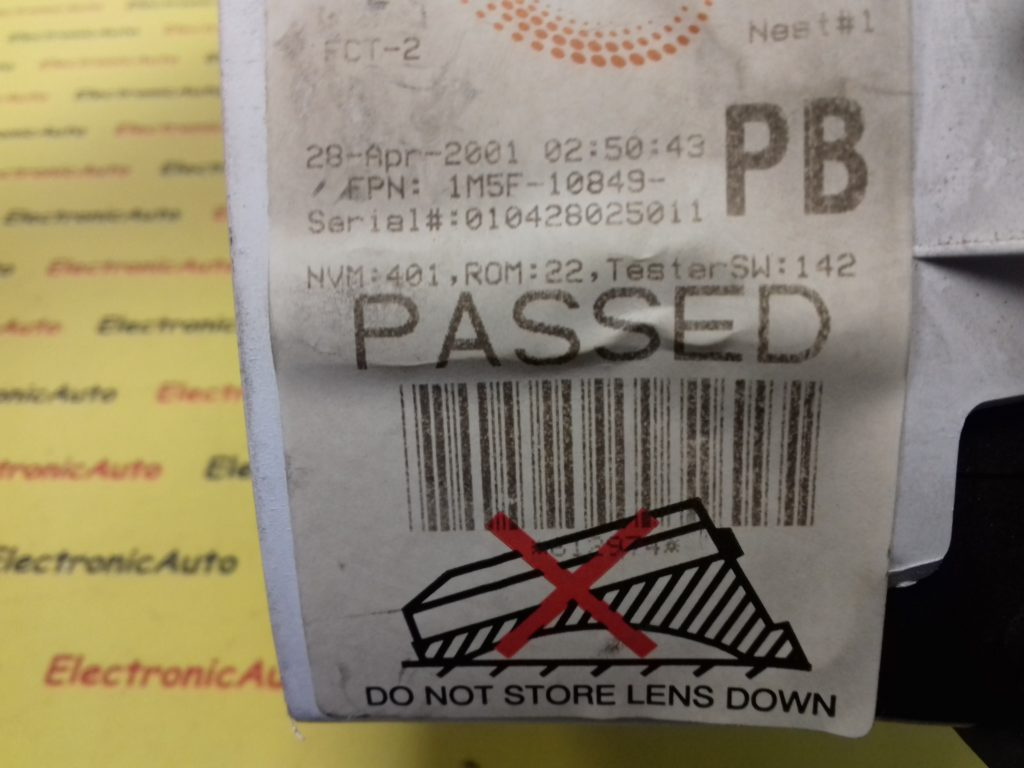 FCT-2
Nest#1
PB
28-Apr-2001 02:50:43
FPN: 1M5F-10849-
Serial#:010428025011
NVM:401,ROM:22,TesterSW:142
PASSED
DO NOT STORE LENS DOWN
ElectronicAuto
ElectronicAuto
ElectronicAuto
ElectronicAuto